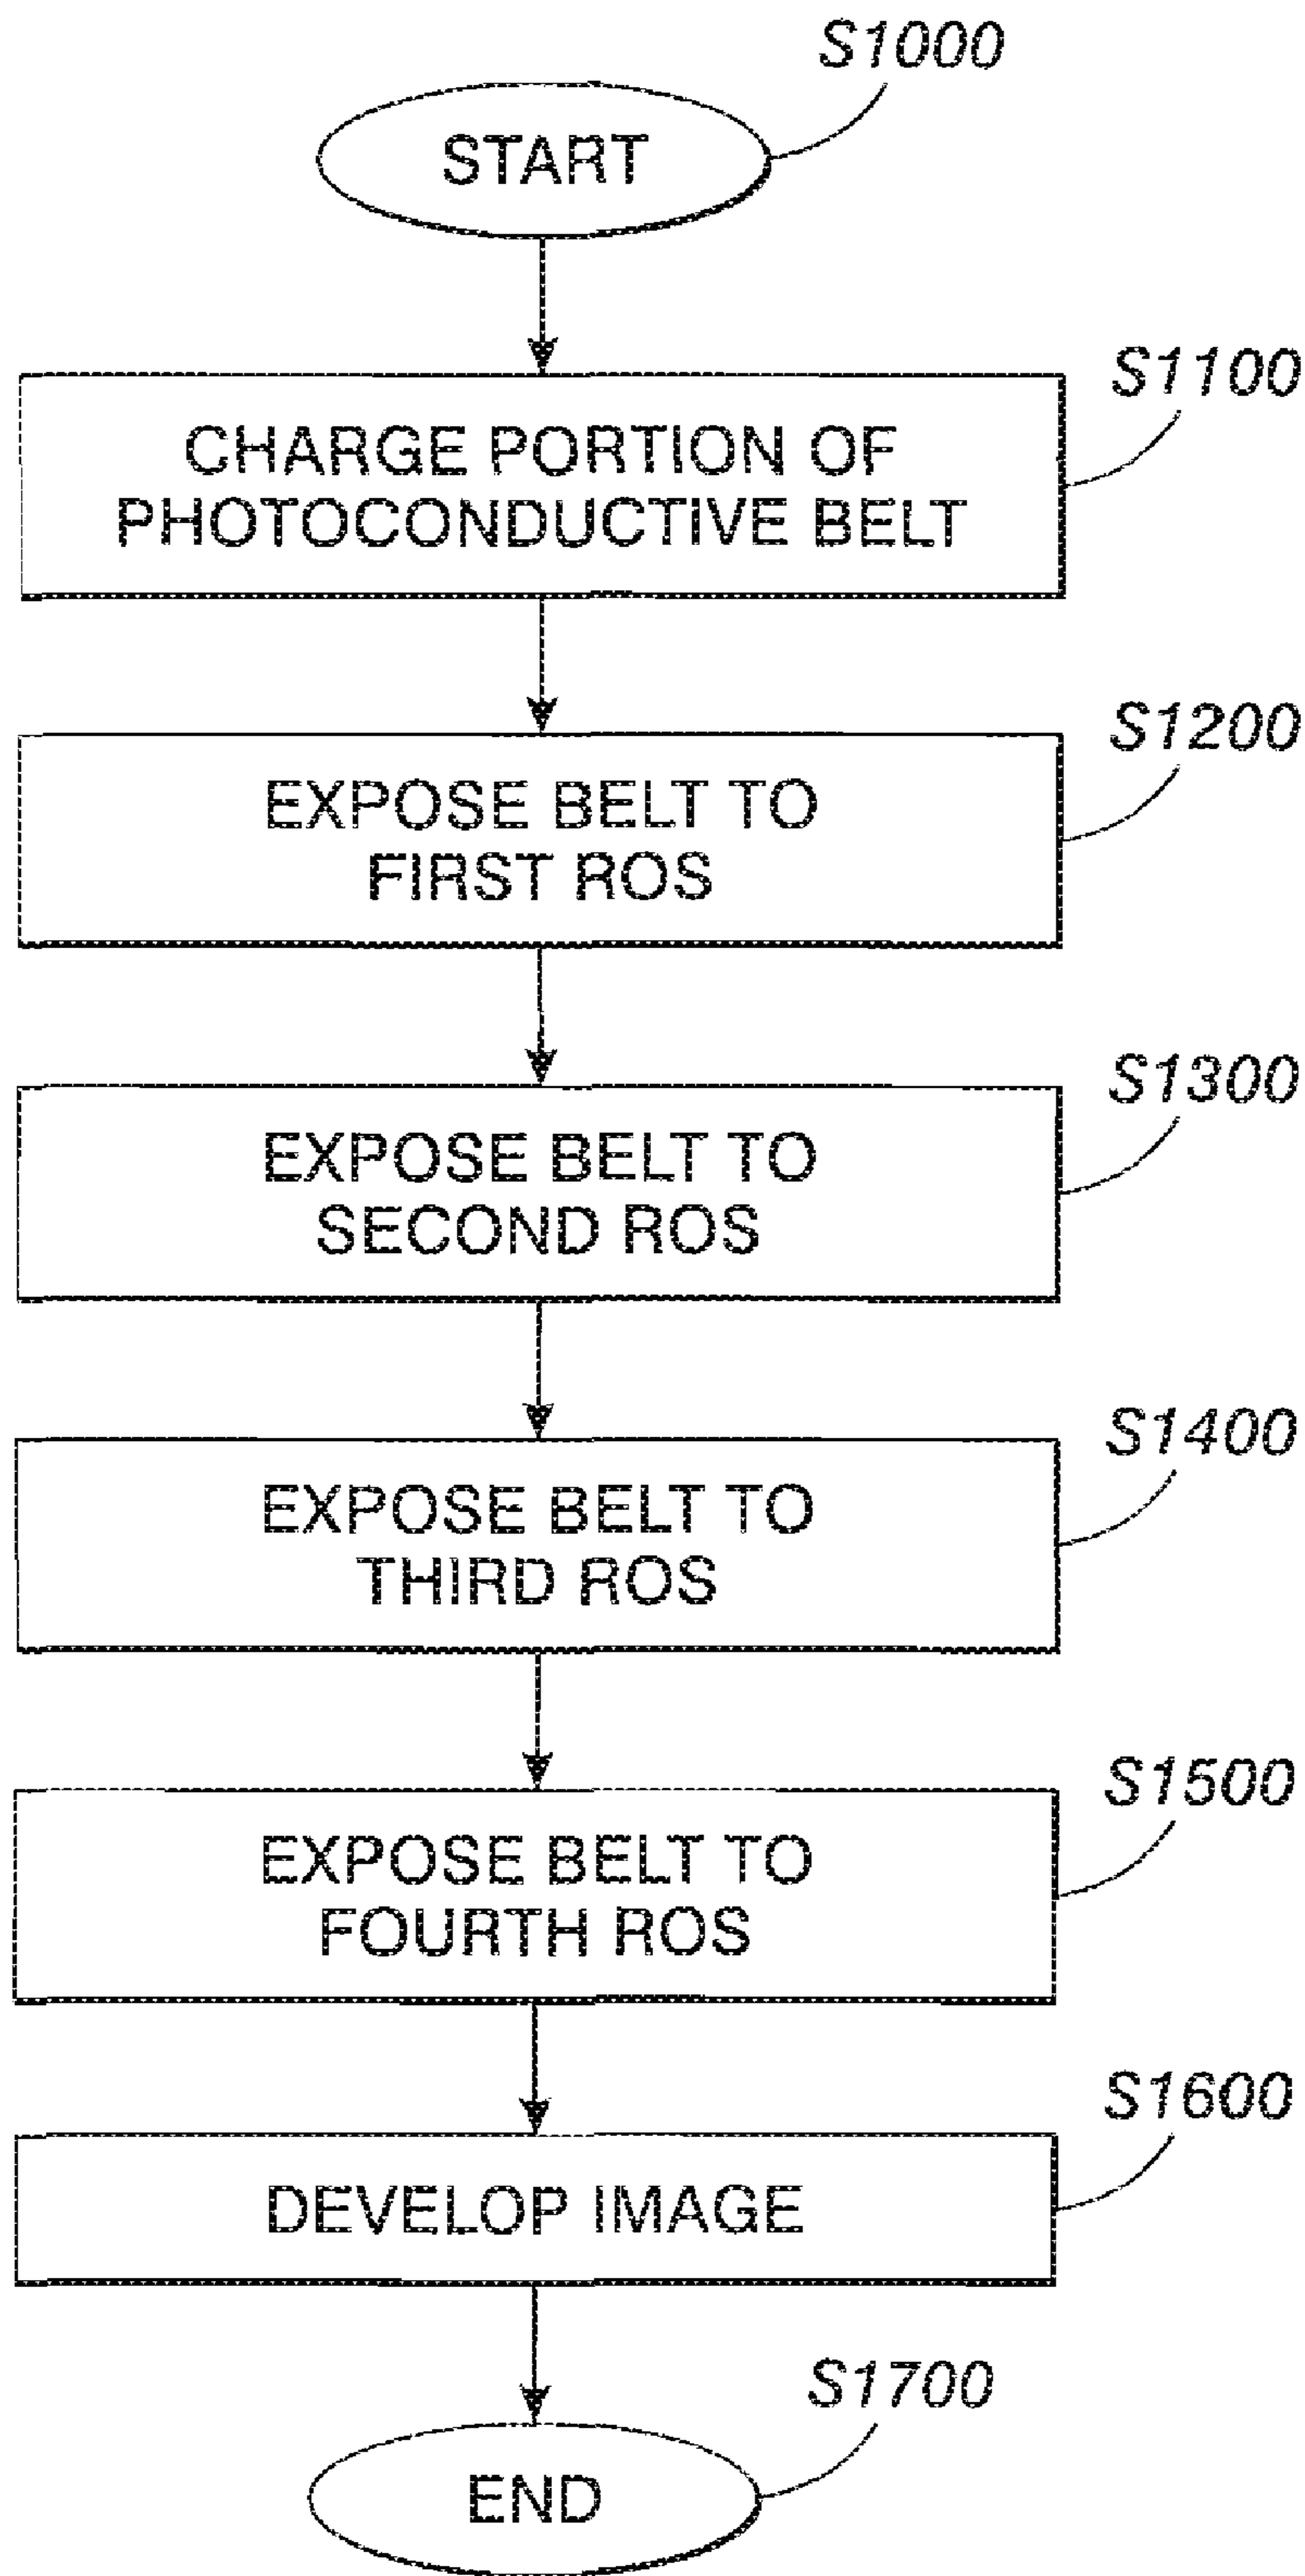 S1000
START
S1100
CHARGE PORTION OF
PHOTOCONDUCTIVE BELT
S1200
EXPOSE BELT TO
FIRST ROS
S1300
EXPOSE BELT TO
SECOND ROS
S1400
EXPOSE BELT TO
THIRD ROS
S1500
EXPOSE BELT TO
FOURTH ROS
S1600
DEVELOP IMAGE
S1700
END